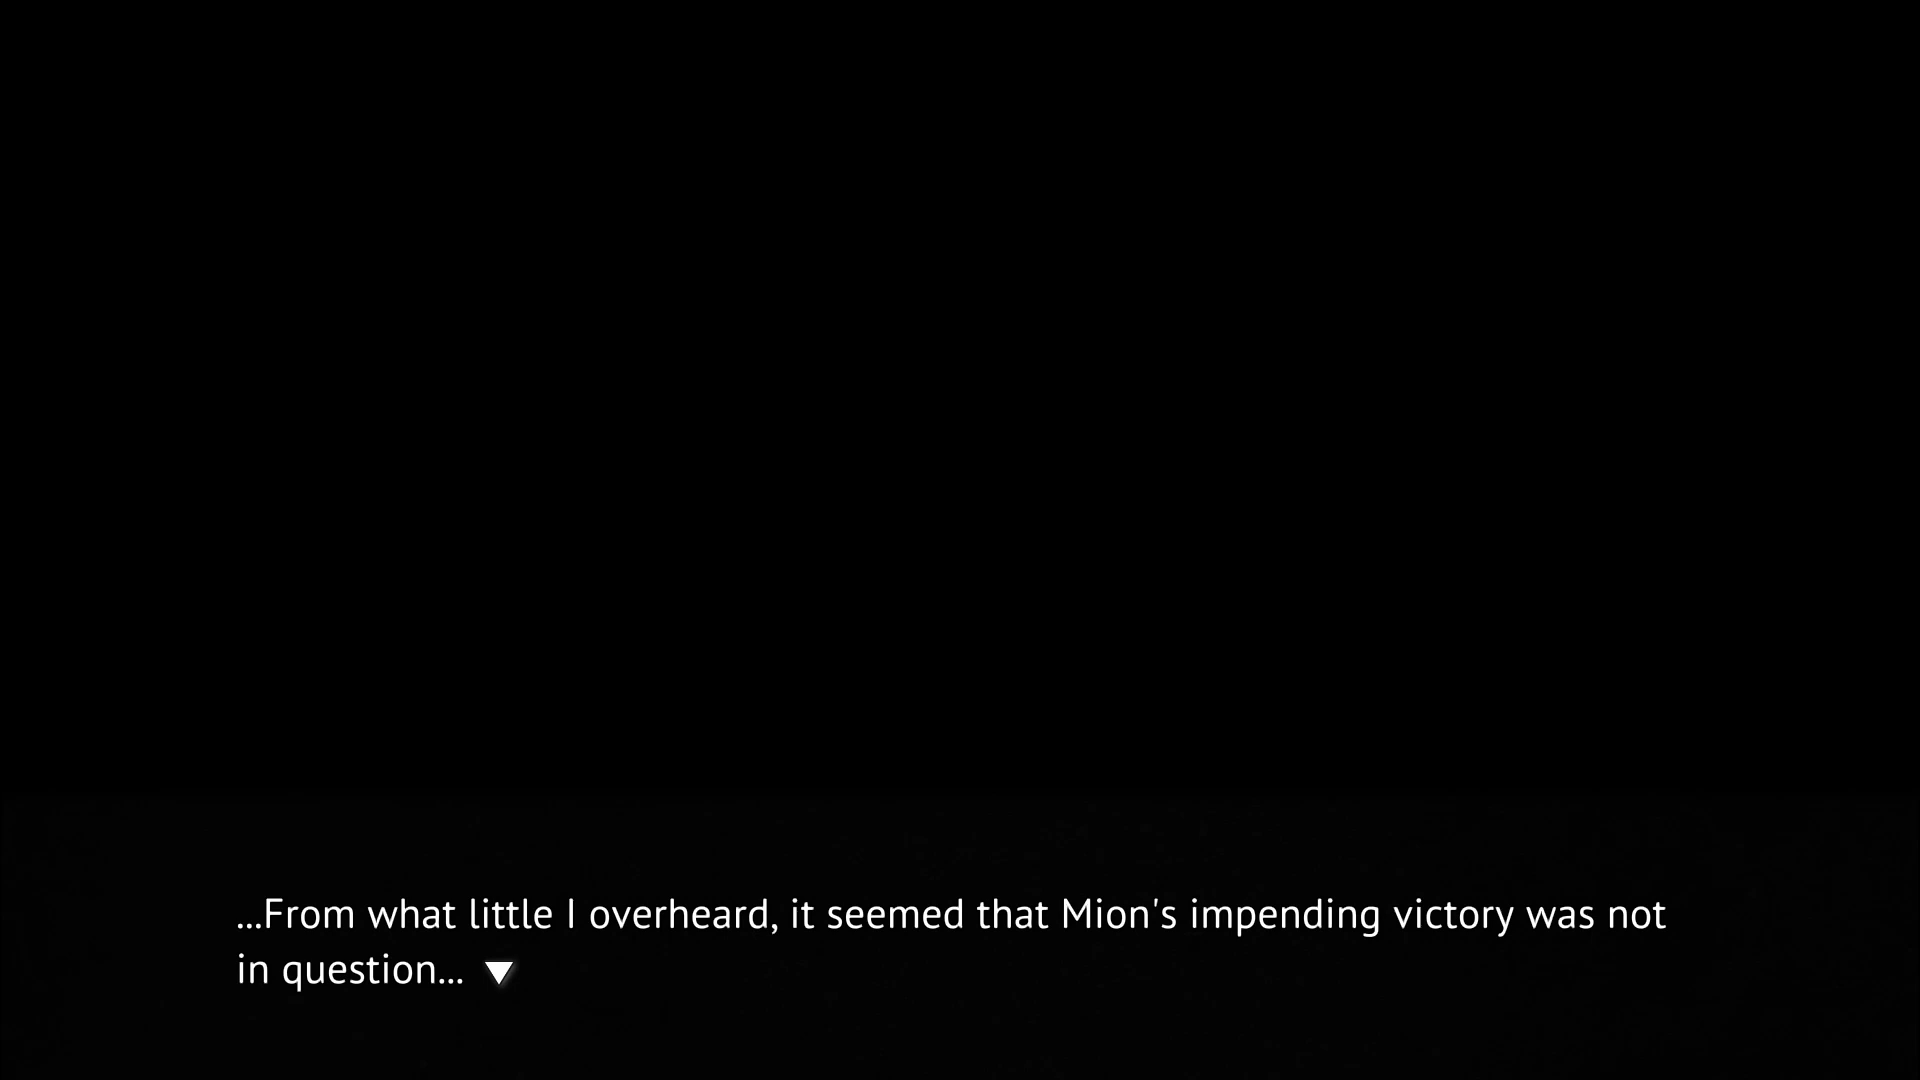 ...From what little I overheard, it seemed that Mion's impending victory was not
in question...